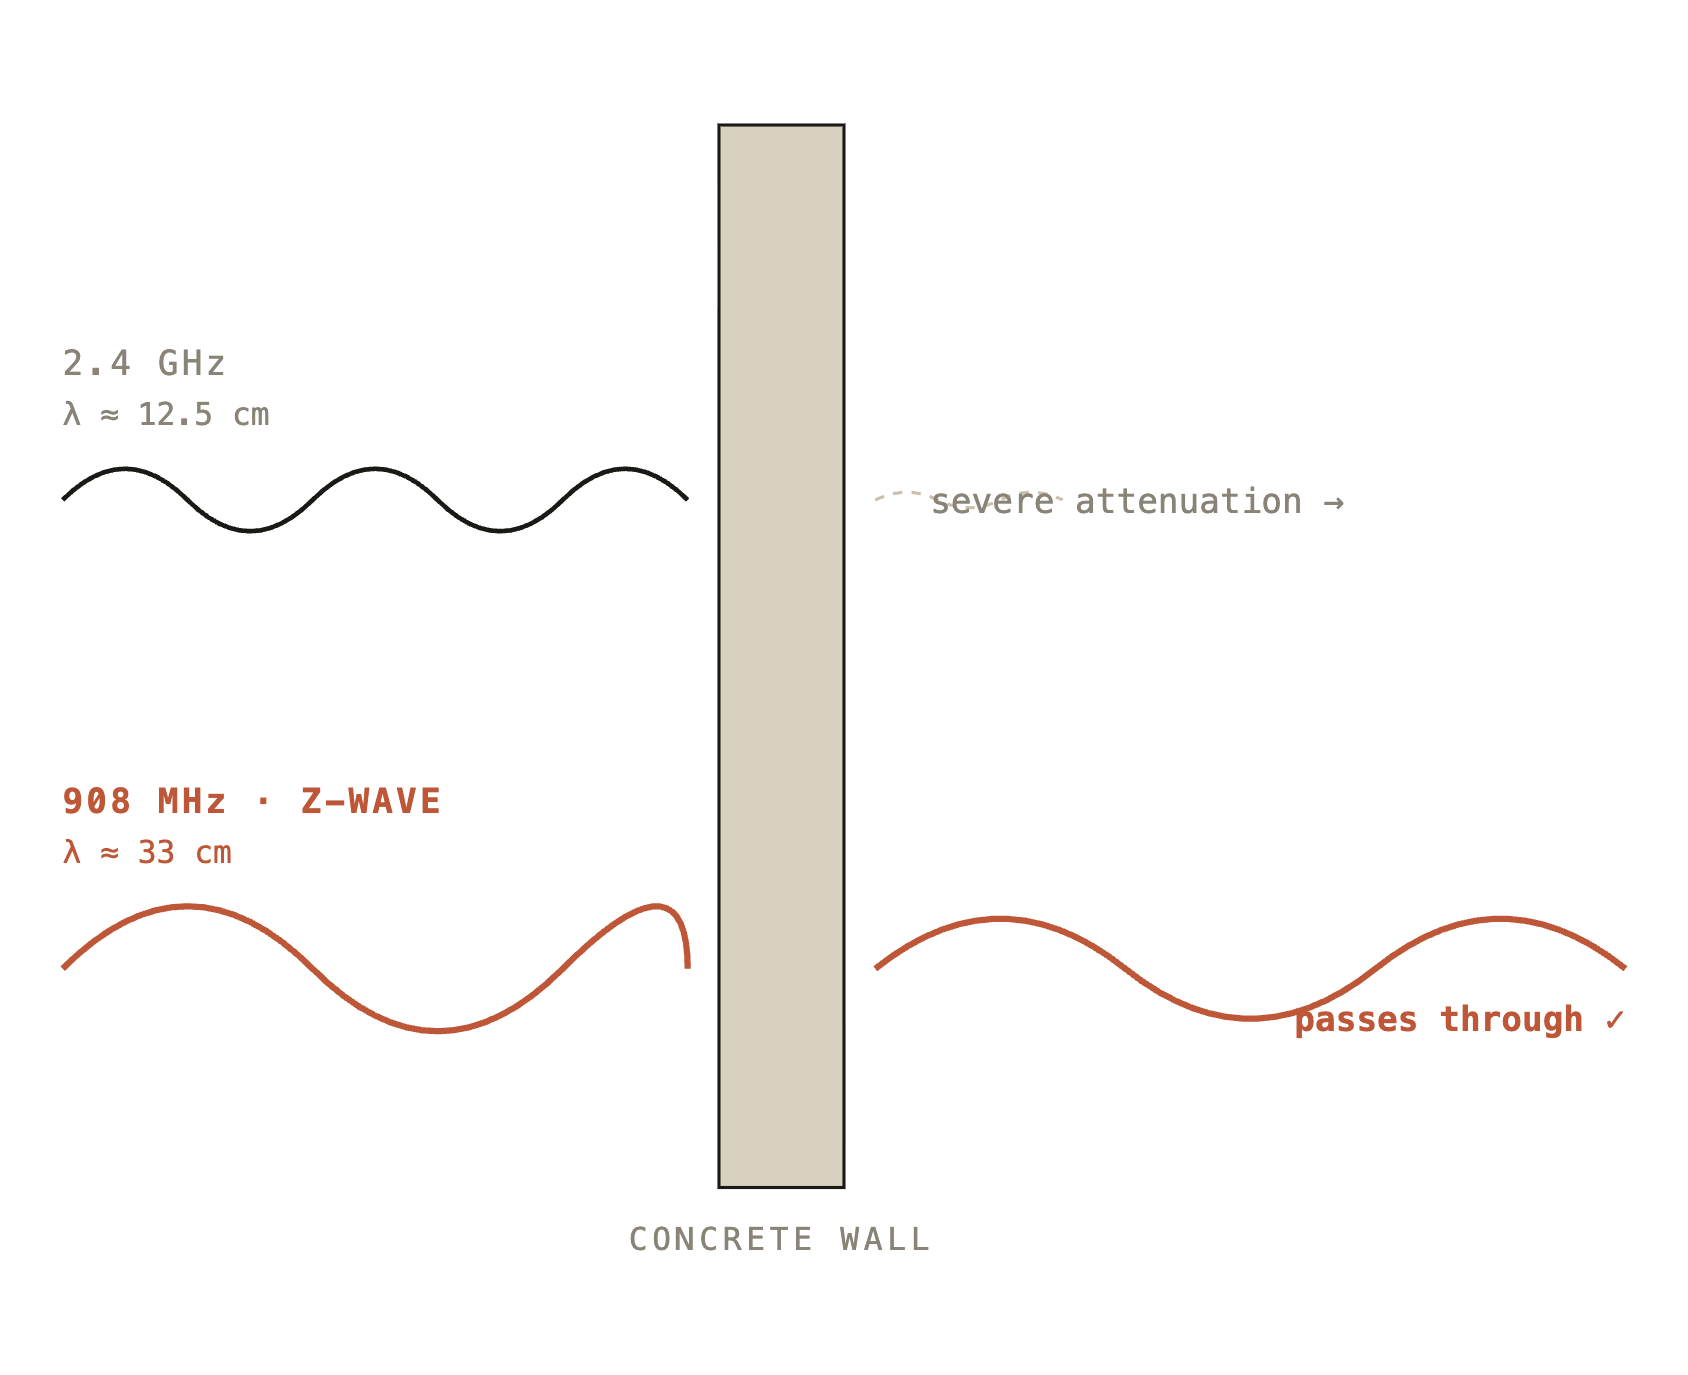 2.4 GHz
λ ≈ 12.5 cm
severe attenuation →
908 MHz · Z–WAVE
λ ≈ 33 cm
passes through ✓
CONCRETE WALL